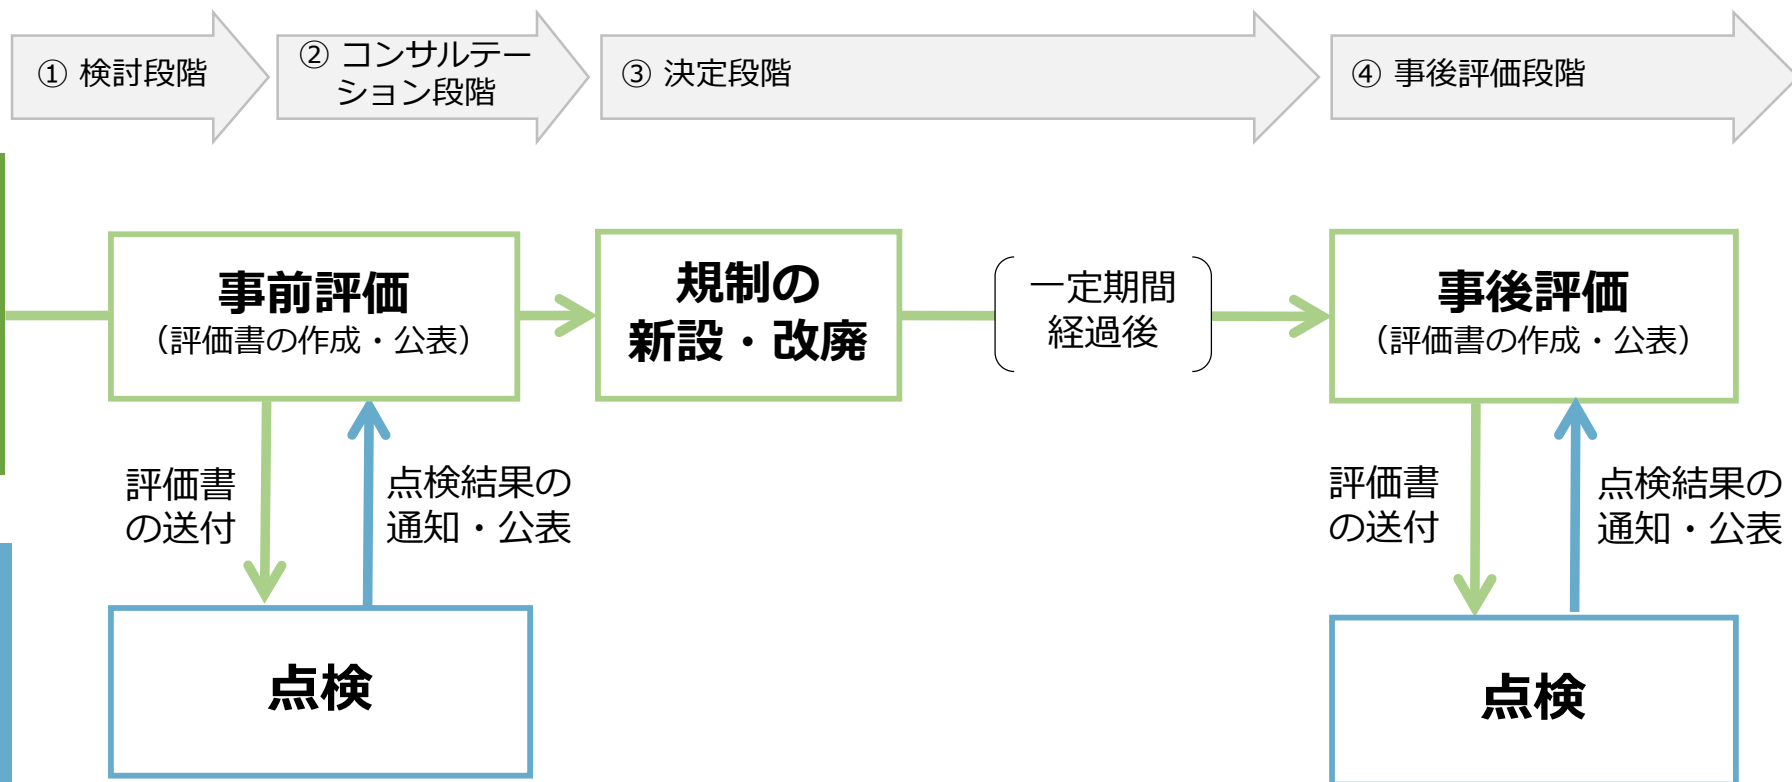 ① 検討段階
② コンサルテー
ション段階
③ 決定段階
④ 事後評価段階
事前評価
（評価書の作成・公表）
規制の
新設・改廃
一定期間
経過後
事後評価
（評価書の作成・公表）
評価書
の送付
点検結果の
通知・公表
評価書
の送付
点検結果の
通知・公表
点検
点検